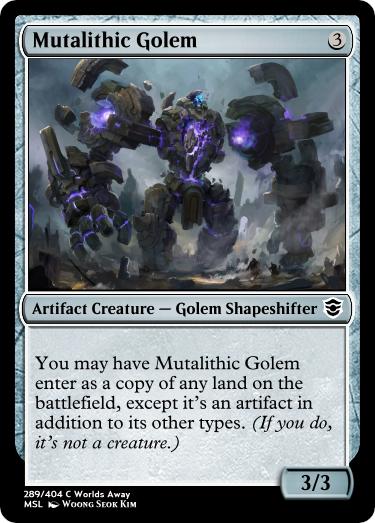 Mutalithic Golem 3
Artifact Creature — Golem Shapeshifter
You may have Mutalithic Golem
enter as a copy of any land on the
battlefield, except it's an artifact in
addition to its other types. (If you do,
it's not a creature.)
3/3
289/404 C Worlds Away
MSL Woong Seok Kim